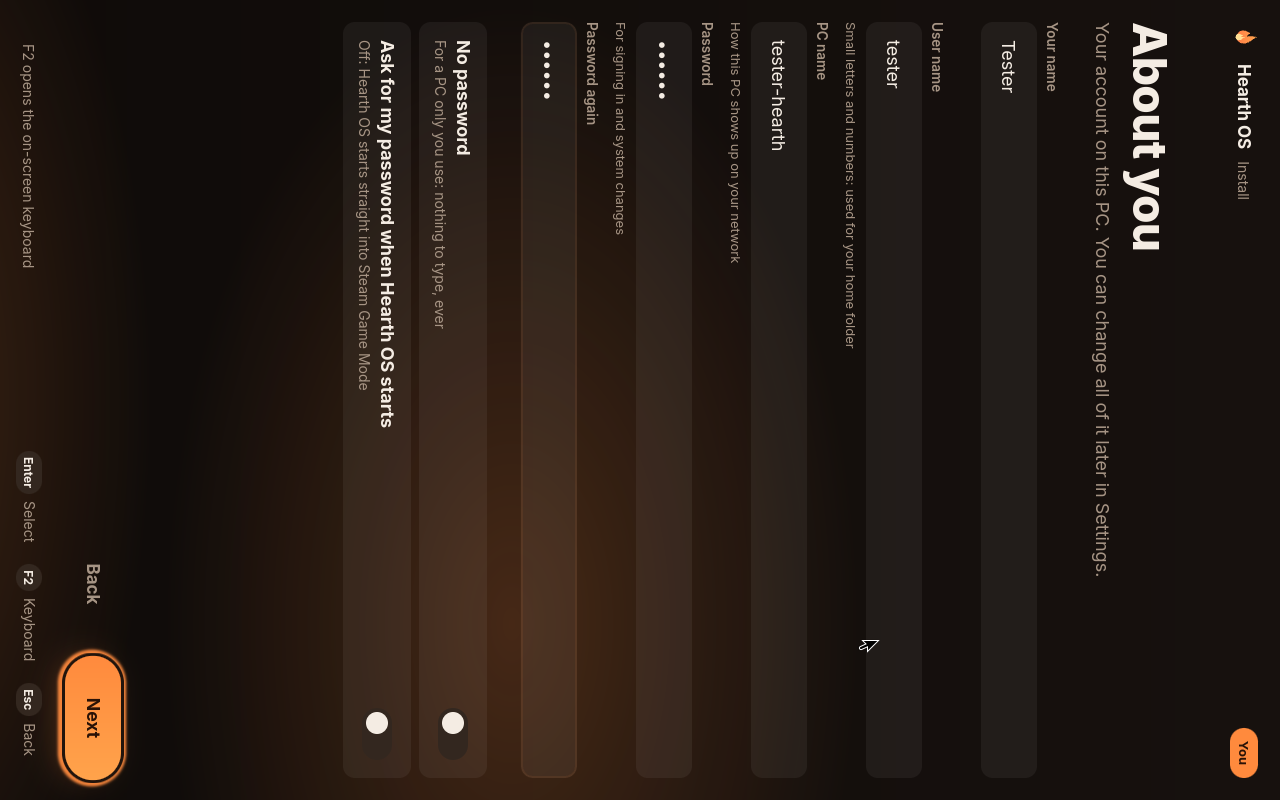 Hearth OS Install
You
About you
Your account on this PC. You can change all of it later in Settings.
Your name
Tester
User name
tester
Small letters and numbers: used for your home folder
PC name
tester-hearth
How this PC shows up on your network
Password
••••••
For signing in and system changes
Password again
••••••
No password
For a PC only you use: nothing to type, ever
Ask for my password when Hearth OS starts
Off: Hearth OS starts straight into Steam Game Mode
Back
Next
F2 opens the on-screen keyboard
Enter Select F2 Keyboard Esc Back